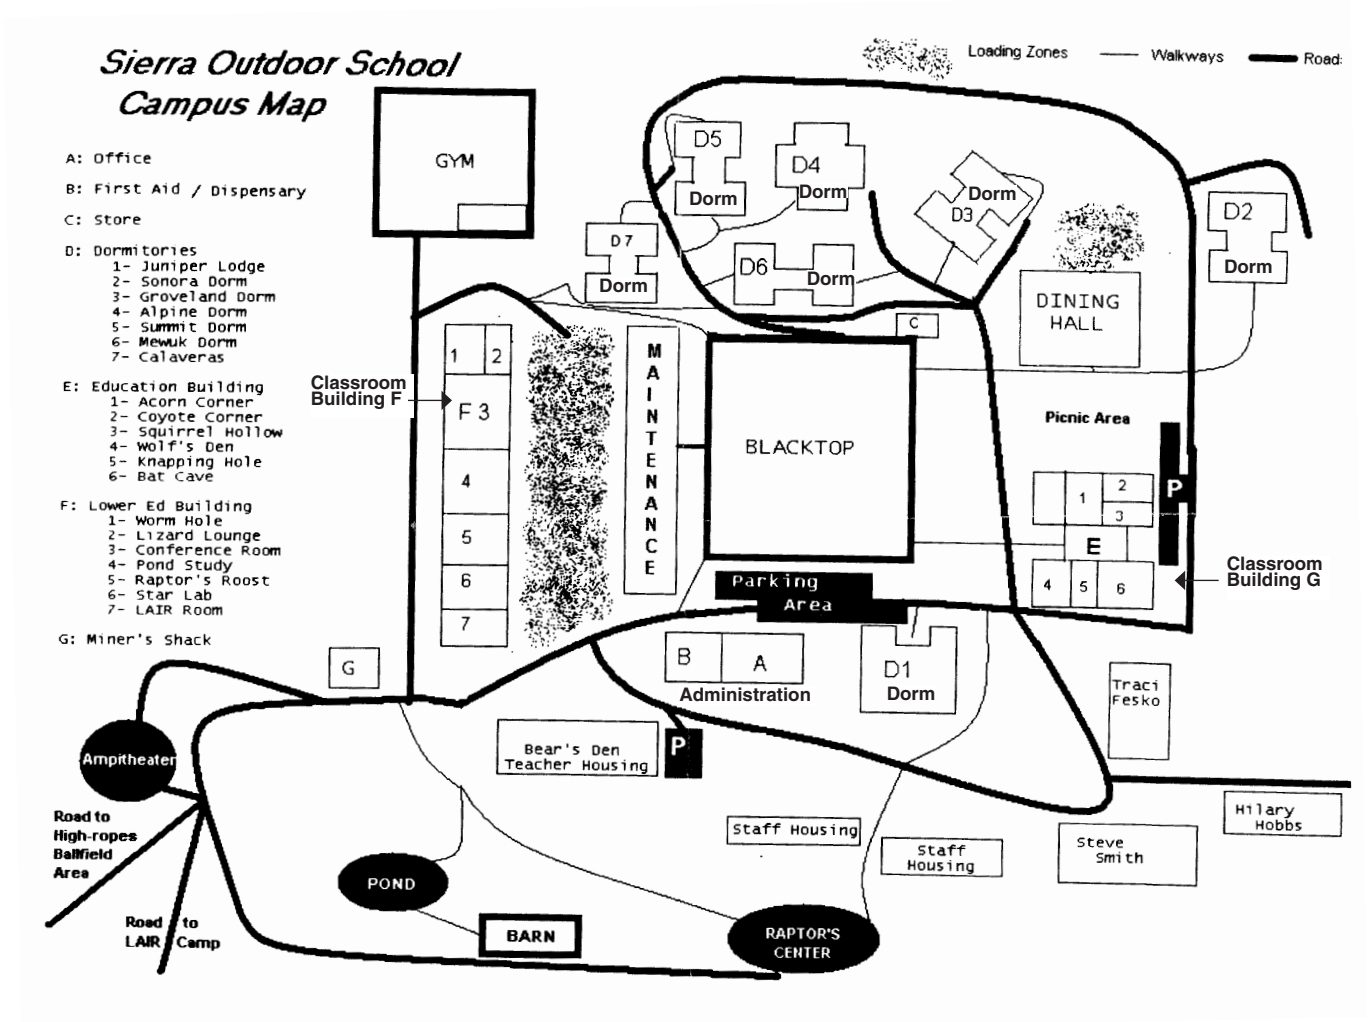 Sierra Outdoor School
Campus Map
Loading Zones
Walkways
Road
A: Office
B: First Aid / Dispensary
C: Store
D: Dormitories
1- Juniper Lodge
2- Sonora Dorm
3- Groveland Dorm
4- Alpine Dorm
5- Summit Dorm
6- Mewuk Dorm
7- Calaveras
E: Education Building
1- Acorn Corner
2- Coyote Corner
3- Squirrel Hollow
4- Wolf's Den
5- Knapping Hole
6- Bat Cave
F: Lower Ed Building
1- Worm Hole
2- Lizard Lounge
3- Conference Room
4- Pond Study
5- Raptor's Roost
6- Star Lab
7- LAIR Room
G: Miner's Shack
GYM
D5
Dorm
D4
Dorm
Dorm
D3
D2
Dorm
D7
Dorm
D6
Dorm
DINING
HALL
C
1
2
Classroom
Building F
F 3
4
5
6
7
MAINTENANCE
BLACKTOP
Picnic Area
P
1
2
3
E
4
5
6
Classroom
Building G
Parking
Area
B
A
Administration
D1
Dorm
G
Traci
Fesko
Ampitheater
Bear's Den
Teacher Housing
P
Hilary
Hobbs
Staff Housing
Staff
Housing
Steve
Smith
Road to
High-ropes
Ballfield
Area
POND
Road to
LAIR Camp
BARN
RAPTOR'S
CENTER